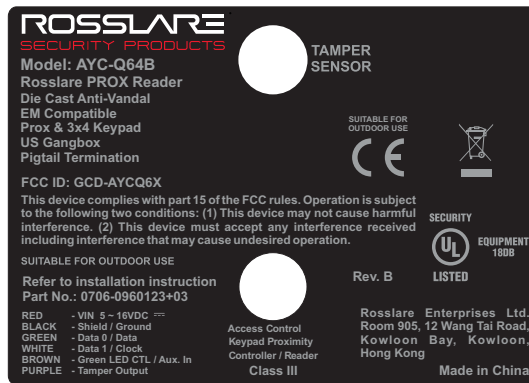 ROSSLARE
SECURITY PRODUCTS
Model: AYC-Q64B
Rosslare PROX Reader
Die Cast Anti-Vandal
EM Compatible
Prox & 3x4 Keypad
US Gangbox
Pigtail Termination
TAMPER
SENSOR
SUITABLE FOR
OUTDOOR USE
CE
FCC ID: GCD-AYCQ6X
This device complies with part 15 of the FCC rules. Operation is subject
to the following two conditions: (1) This device may not cause harmful
interference. (2) This device must accept any interference received
including interference that may cause undesired operation.
SUITABLE FOR OUTDOOR USE
Refer to installation instruction
Part No.: 0706-0960123+03
RED - VIN 5 ~ 16VDC ⎓
BLACK - Shield / Ground
GREEN - Data 0 / Data
WHITE - Data 1 / Clock
BROWN - Green LED CTL / Aux. In
PURPLE - Tamper Output
Access Control
Keypad Proximity
Controller / Reader
Class III
Rev. B
SECURITY
UL
EQUIPMENT
18DB
LISTED
Rosslare Enterprises Ltd.
Room 905, 12 Wang Tai Road,
Kowloon Bay, Kowloon,
Hong Kong
Made in China